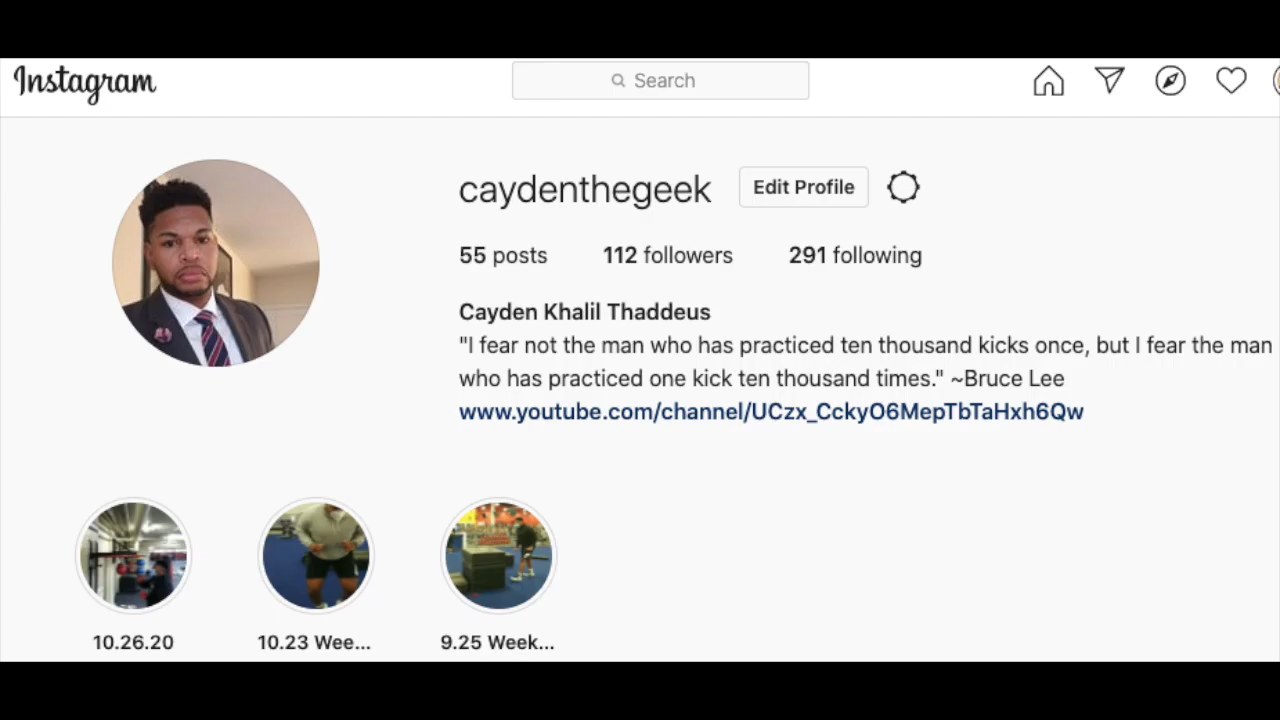 Instagram
Search
caydenthegeek
Edit Profile
55 posts 112 followers 291 following
Cayden Khalil Thaddeus
"I fear not the man who has practiced ten thousand kicks once, but I fear the man
who has practiced one kick ten thousand times." ~Bruce Lee
www.youtube.com/channel/UCzx_CckyO6MepTbTaHxh6Qw
10.26.20 10.23 Wee... 9.25 Week...